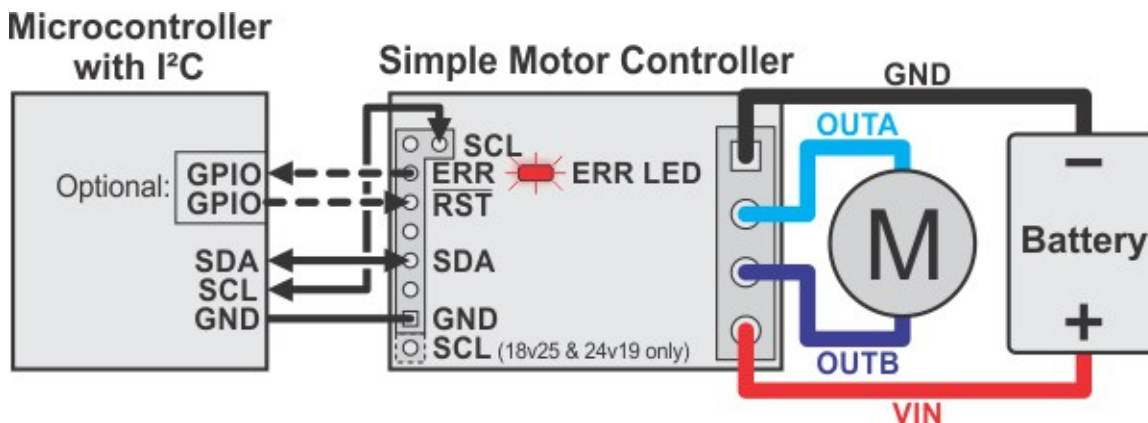 Microcontroller
with I²C
Simple Motor Controller
GND
OUTA
SCL
Optional:
GPIO
ERR
ERR LED
GPIO
RST
SDA
SDA
SCL
GND
GND
SCL (18v25 & 24v19 only)
M
−
Battery
+
OUTB
VIN